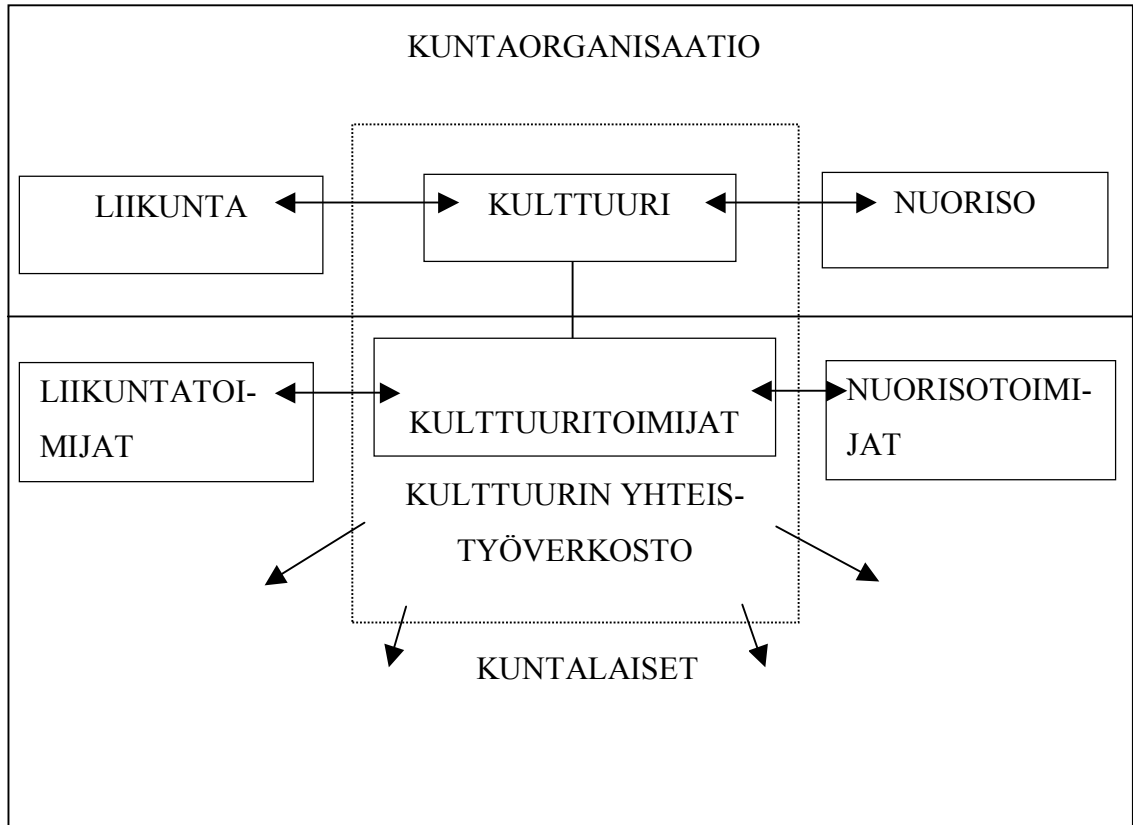 KUNTAORGANISAATIO
LIIKUNTA
KULTTUURI
NUORISO
LIIKUNTATOI-
MIJAT
KULTTUURITOIMIJAT
NUORISOTOIMI-
JAT
KULTTUURIN YHTEIS-
TYÖVERKOSTO
KUNTALAISET